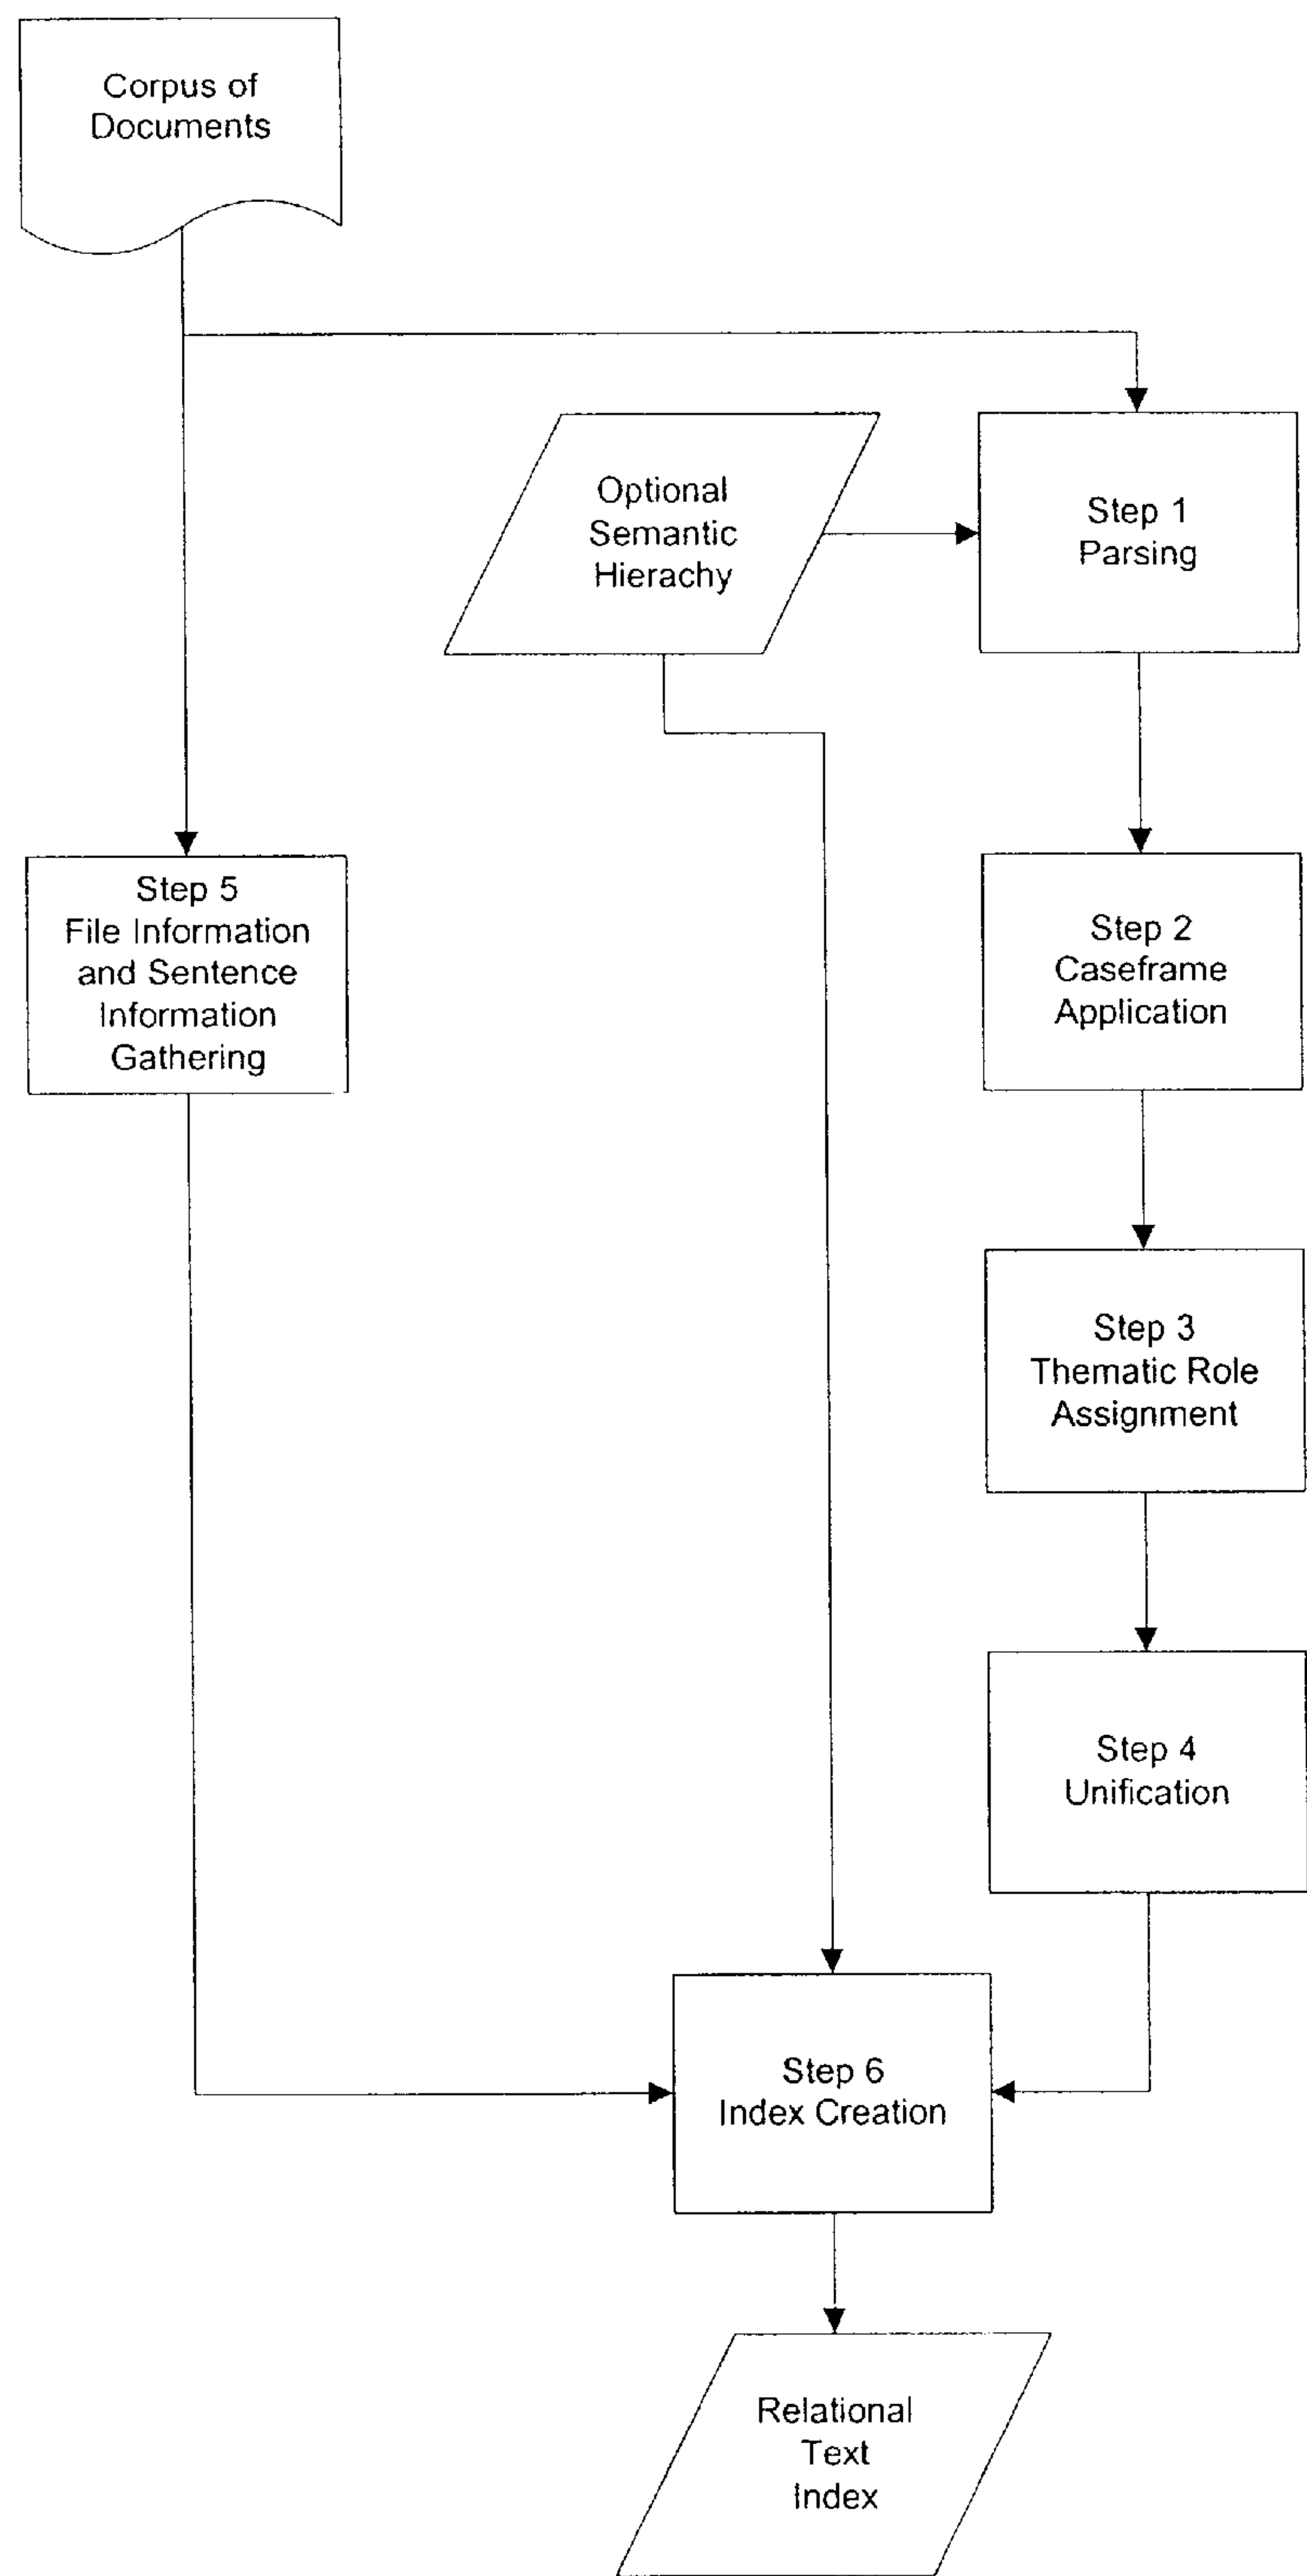 Corpus of
Documents
Optional
Semantic
Hierachy
Step 1
Parsing
Step 5
File Information
and Sentence
Information
Gathering
Step 2
Caseframe
Application
Step 3
Thematic Role
Assignment
Step 4
Unification
Step 6
Index Creation
Relational
Text
Index